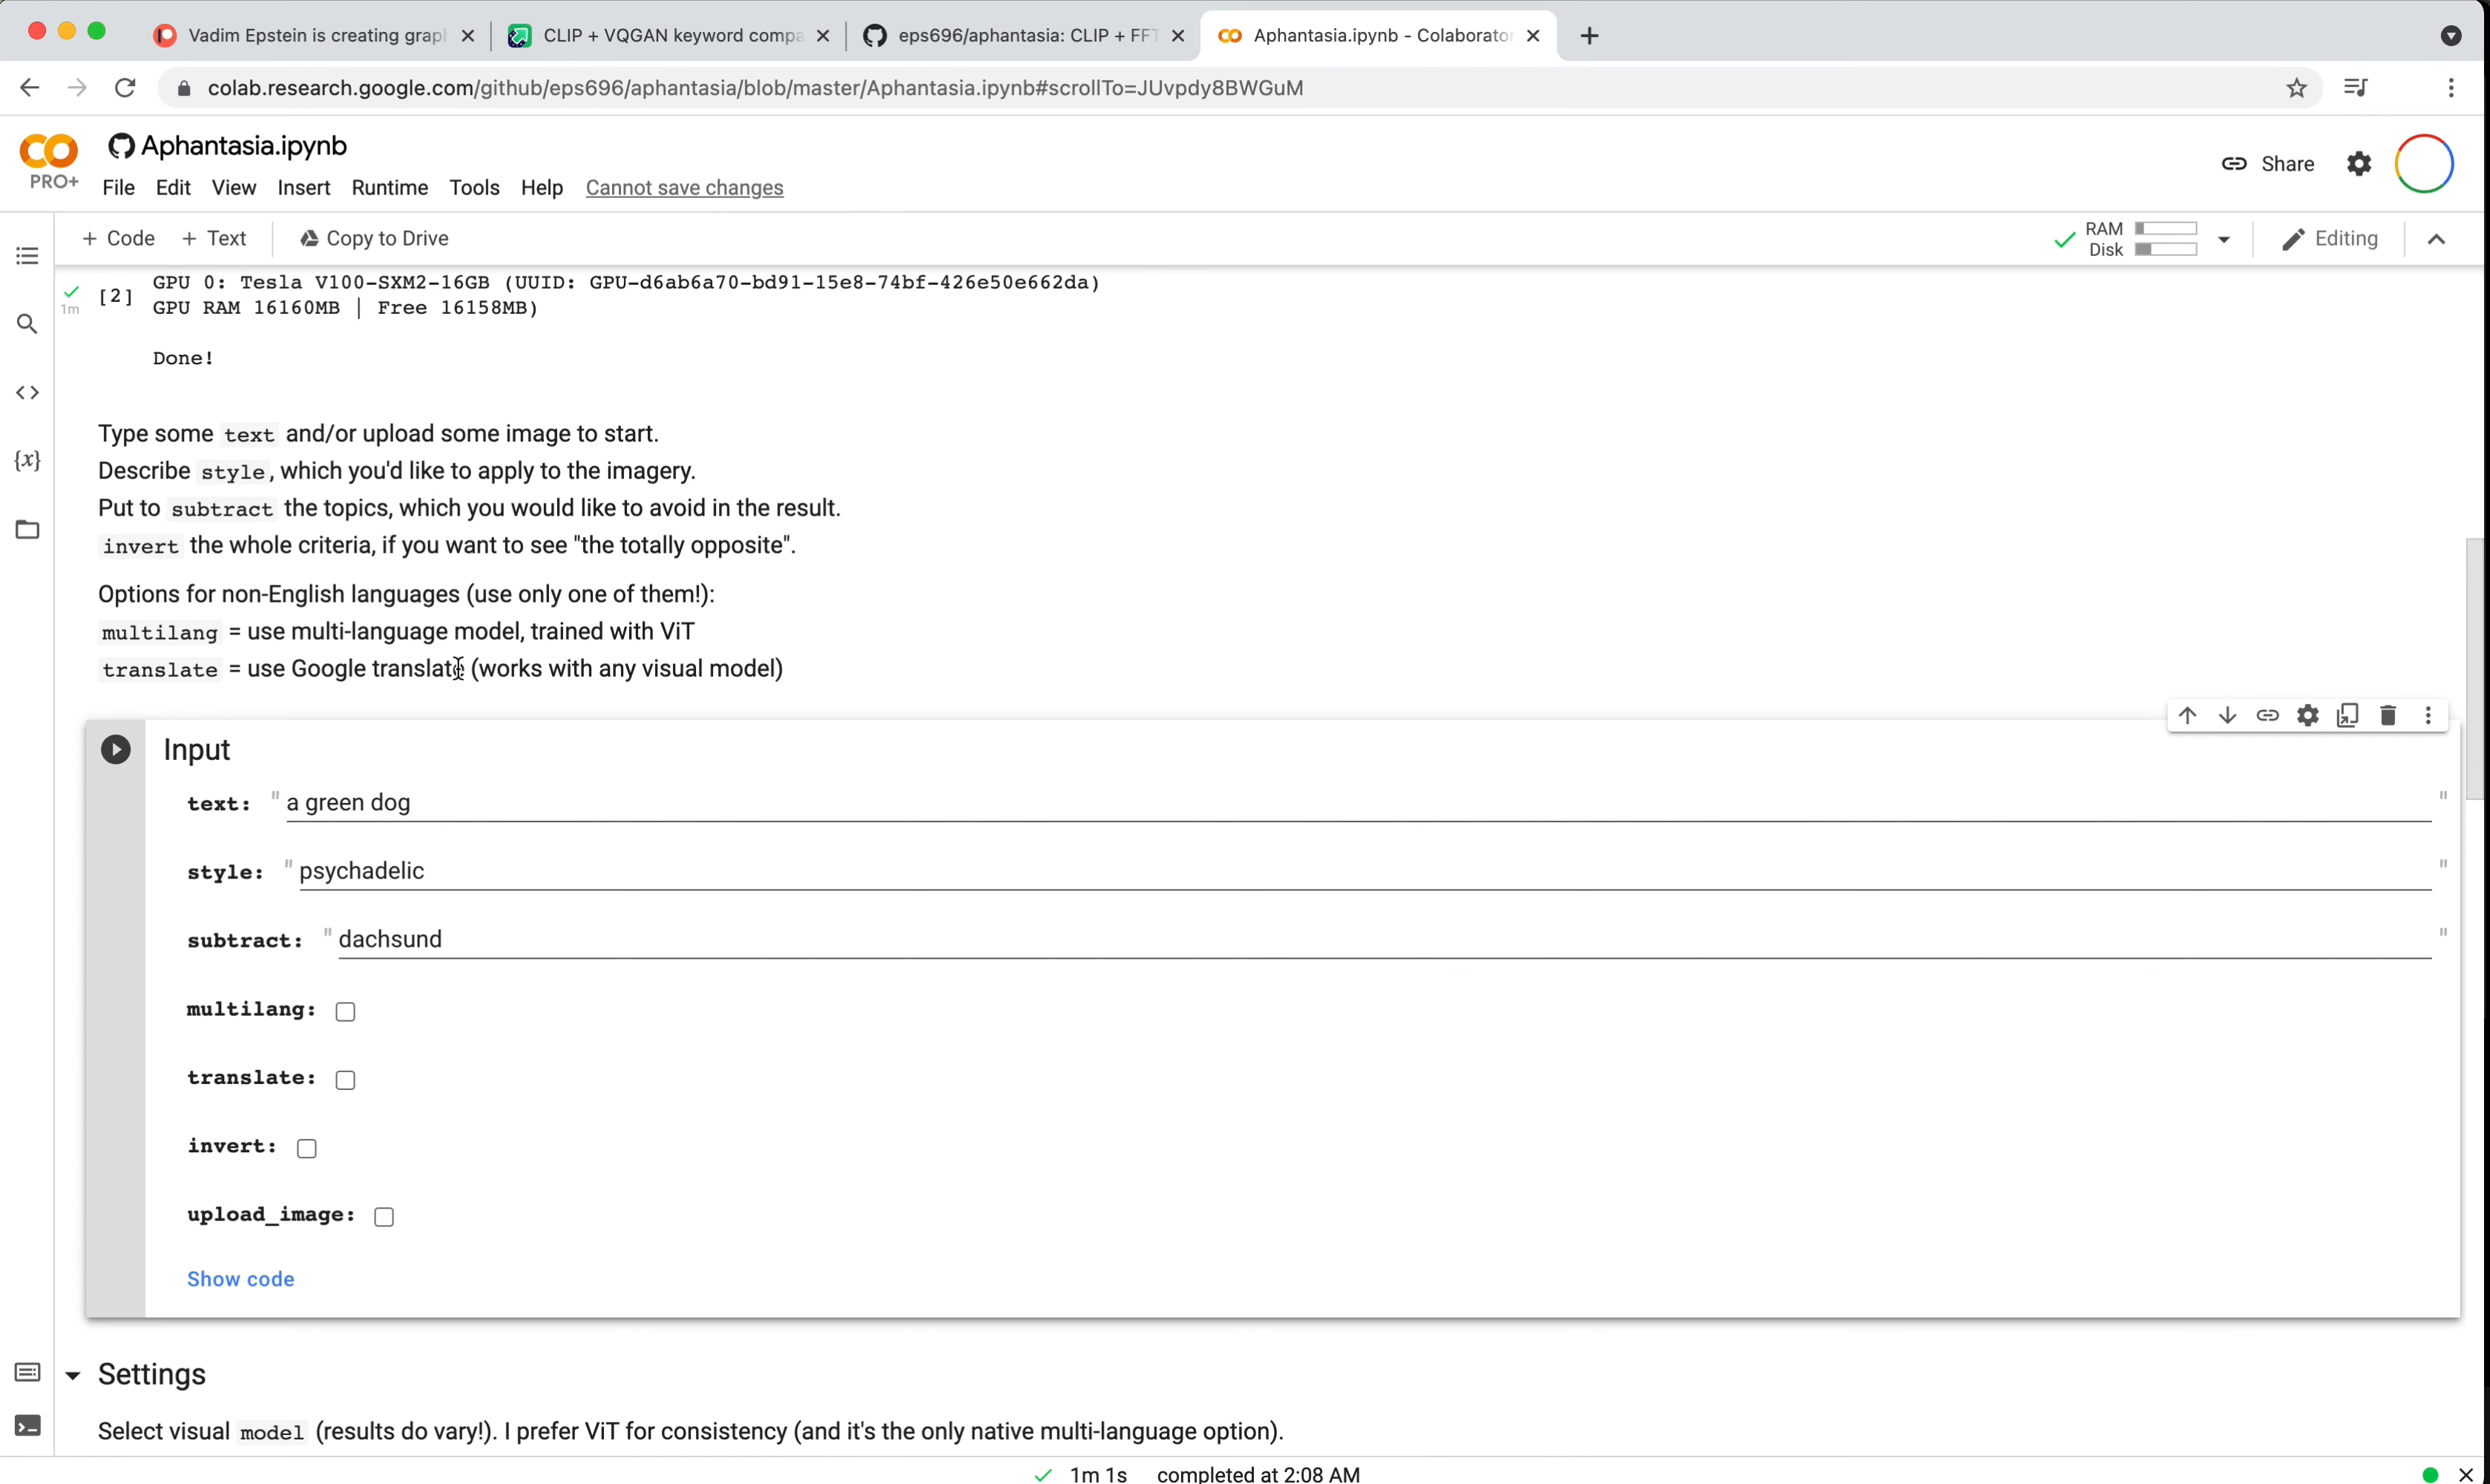 Vadim Epstein is creating grap
CLIP + VQGAN keyword compa
eps696/aphantasia: CLIP + FFT
Aphantasia.ipynb - Colaborator
colab.research.google.com/github/eps696/aphantasia/blob/master/Aphantasia.ipynb#scrollTo=JUvpdy8BWGuM
PRO+
Aphantasia.ipynb
File Edit View Insert Runtime Tools Help Cannot save changes
Share
+ Code + Text Copy to Drive
RAM
Disk
Editing
1m
[2] GPU 0: Tesla V100-SXM2-16GB (UUID: GPU-d6ab6a70-bd91-15e8-74bf-426e50e662da)
GPU RAM 16160MB | Free 16158MB)
Done!
Type some text and/or upload some image to start.
Describe style, which you'd like to apply to the imagery.
Put to subtract the topics, which you would like to avoid in the result.
invert the whole criteria, if you want to see "the totally opposite".
Options for non-English languages (use only one of them!):
multilang = use multi-language model, trained with ViT
translate = use Google translate (works with any visual model)
Input
text: " a green dog "
style: " psychadelic "
subtract: " dachsund "
multilang:
translate:
invert:
upload_image:
Show code
Settings
Select visual model (results do vary!). I prefer ViT for consistency (and it's the only native multi-language option).
1m 1s completed at 2:08 AM